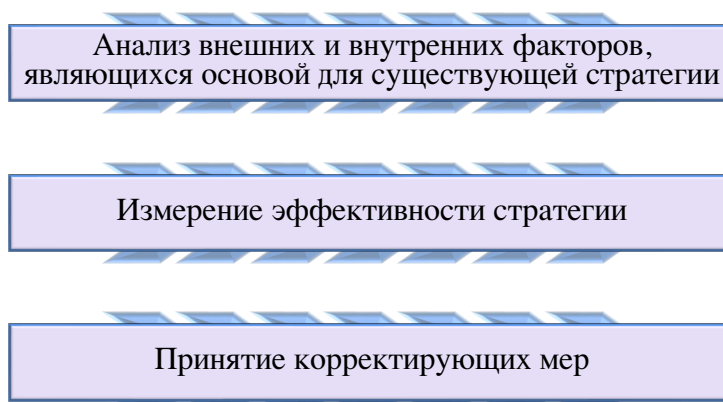 Анализ внешних и внутренних факторов,
являющихся основой для существующей стратегии
Измерение эффективности стратегии
Принятие корректирующих мер